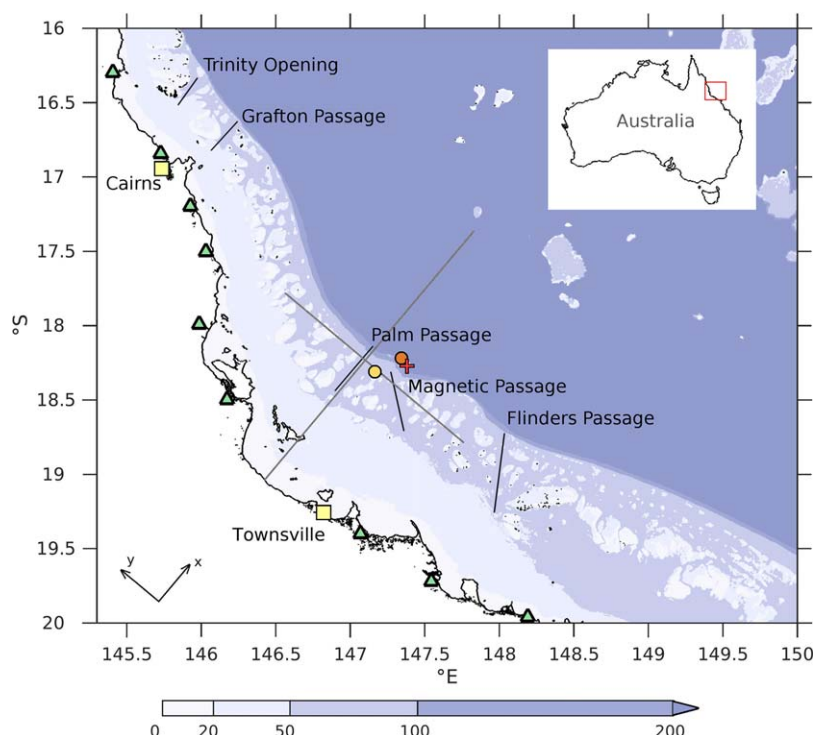 16
16.5
17
17.5
18
18.5
19
19.5
20
°S
Trinity Opening
Grafton Passage
Australia
Cairns
Palm Passage
Magnetic Passage
Flinders Passage
Townsville
y
x
145.5
146
146.5
147
147.5
148
148.5
149
149.5
150
°E
0
20
50
100
200